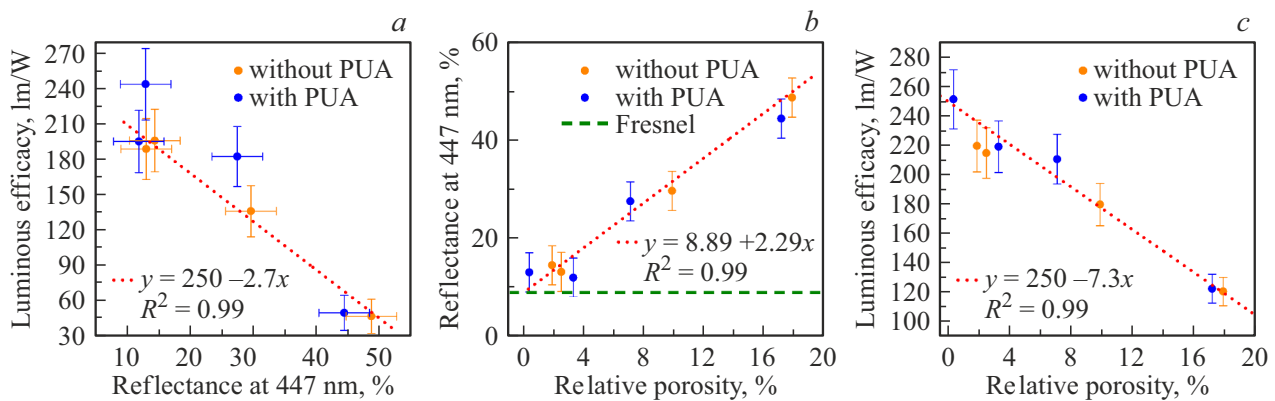 a
Luminous efficacy, lm/W
270
240
210
180
150
120
90
60
30
without PUA
with PUA
y = 250 –2.7x
R² = 0.99
10 20 30 40 50
Reflectance at 447 nm, %
b
Reflectance at 447 nm, %
60
40
20
0
without PUA
with PUA
Fresnel
y = 8.89 +2.29x
R² = 0.99
0 4 8 12 16 20
Relative porosity, %
c
Luminous efficacy, lm/W
280
260
240
220
200
180
160
140
120
100
without PUA
with PUA
y = 250 –7.3x
R² = 0.99
0 4 8 12 16 20
Relative porosity, %